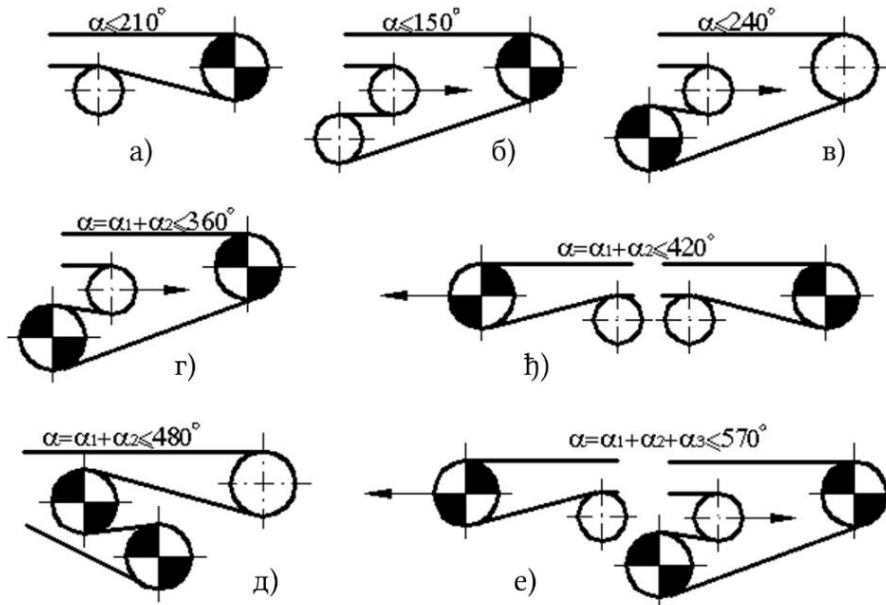 α⩽210°
α⩽150°
α⩽240°
а)
б)
в)
α=α₁+α₂⩽360°
α=α₁+α₂⩽420°
г)
ђ)
α=α₁+α₂⩽480°
α=α₁+α₂+α₃⩽570°
д)
е)